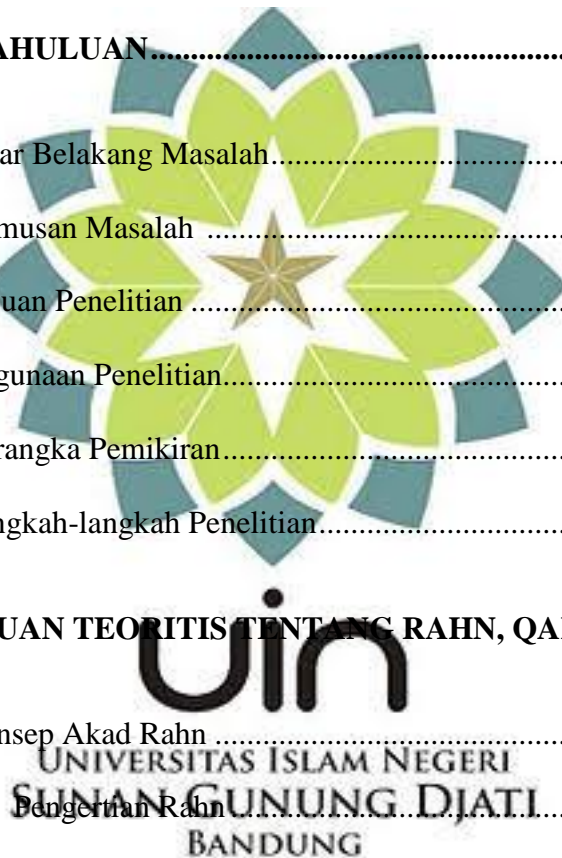 AHULUAN..............................................
ar Belakang Masalah..............................
musan Masalah ....................................
uan Penelitian .......................................
gunaan Penelitian...................................
rangka Pemikiran...................................
ngkah-langkah Penelitian........................
UAN TEORITIS TENTANG RAHN, QA
uin
nsep Akad Rahn ....................................
UNIVERSITAS ISLAM NEGERI
Pengertian Rahn....................................
SUNAN GUNUNG DJATI
BANDUNG